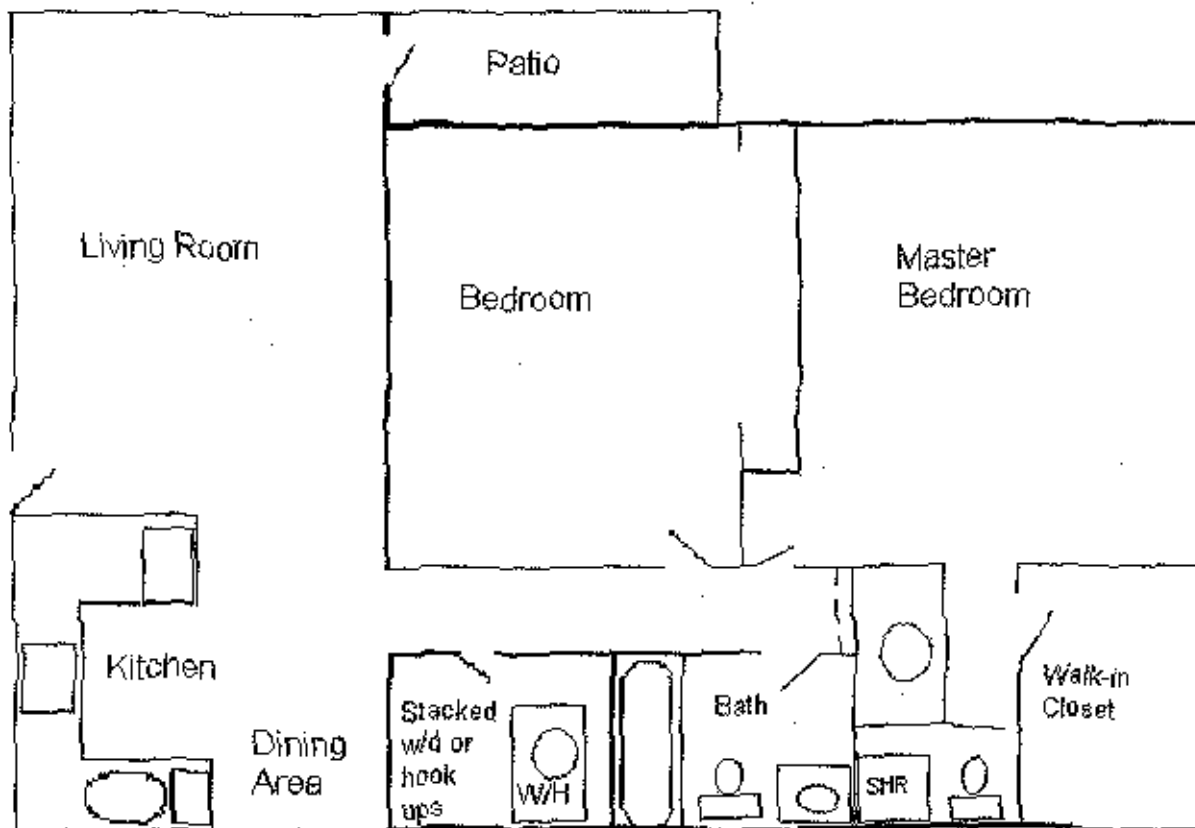 Patio
Living Room
Bedroom
Master
Bedroom
Kitchen
Dining
Area
Stacked
w/d or
hook
ups
W/H
Bath
SHR
Walk-in
Closet